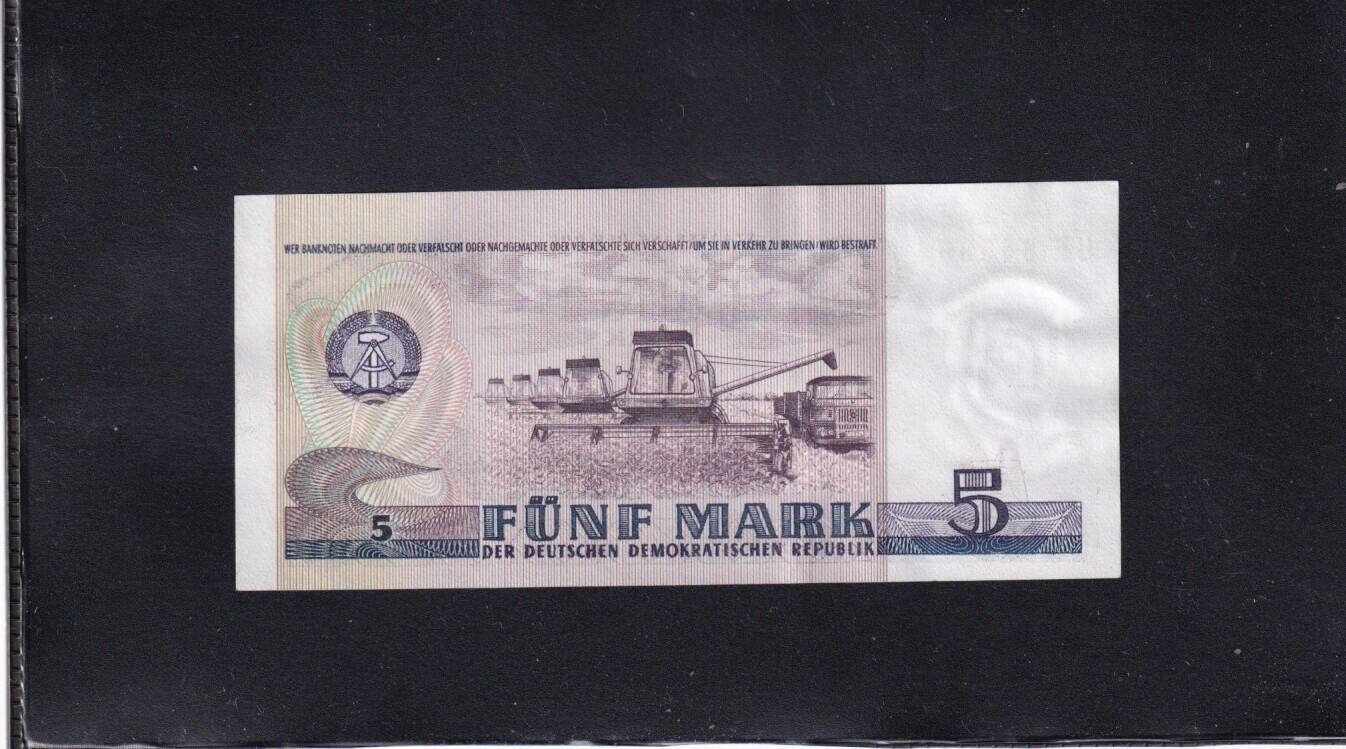 WER BANKNOTEN NACHMACHT ODER VERFÄLSCHT ODER NACHGEMACHTE ODER VERFÄLSCHTE SICH VERSCHAFFT/UM SIE IN VERKEHR ZU BRINGEN/WIRD BESTRAFT
5
5
FÜNF MARK
DER DEUTSCHEN DEMOKRATISCHEN REPUBLIK